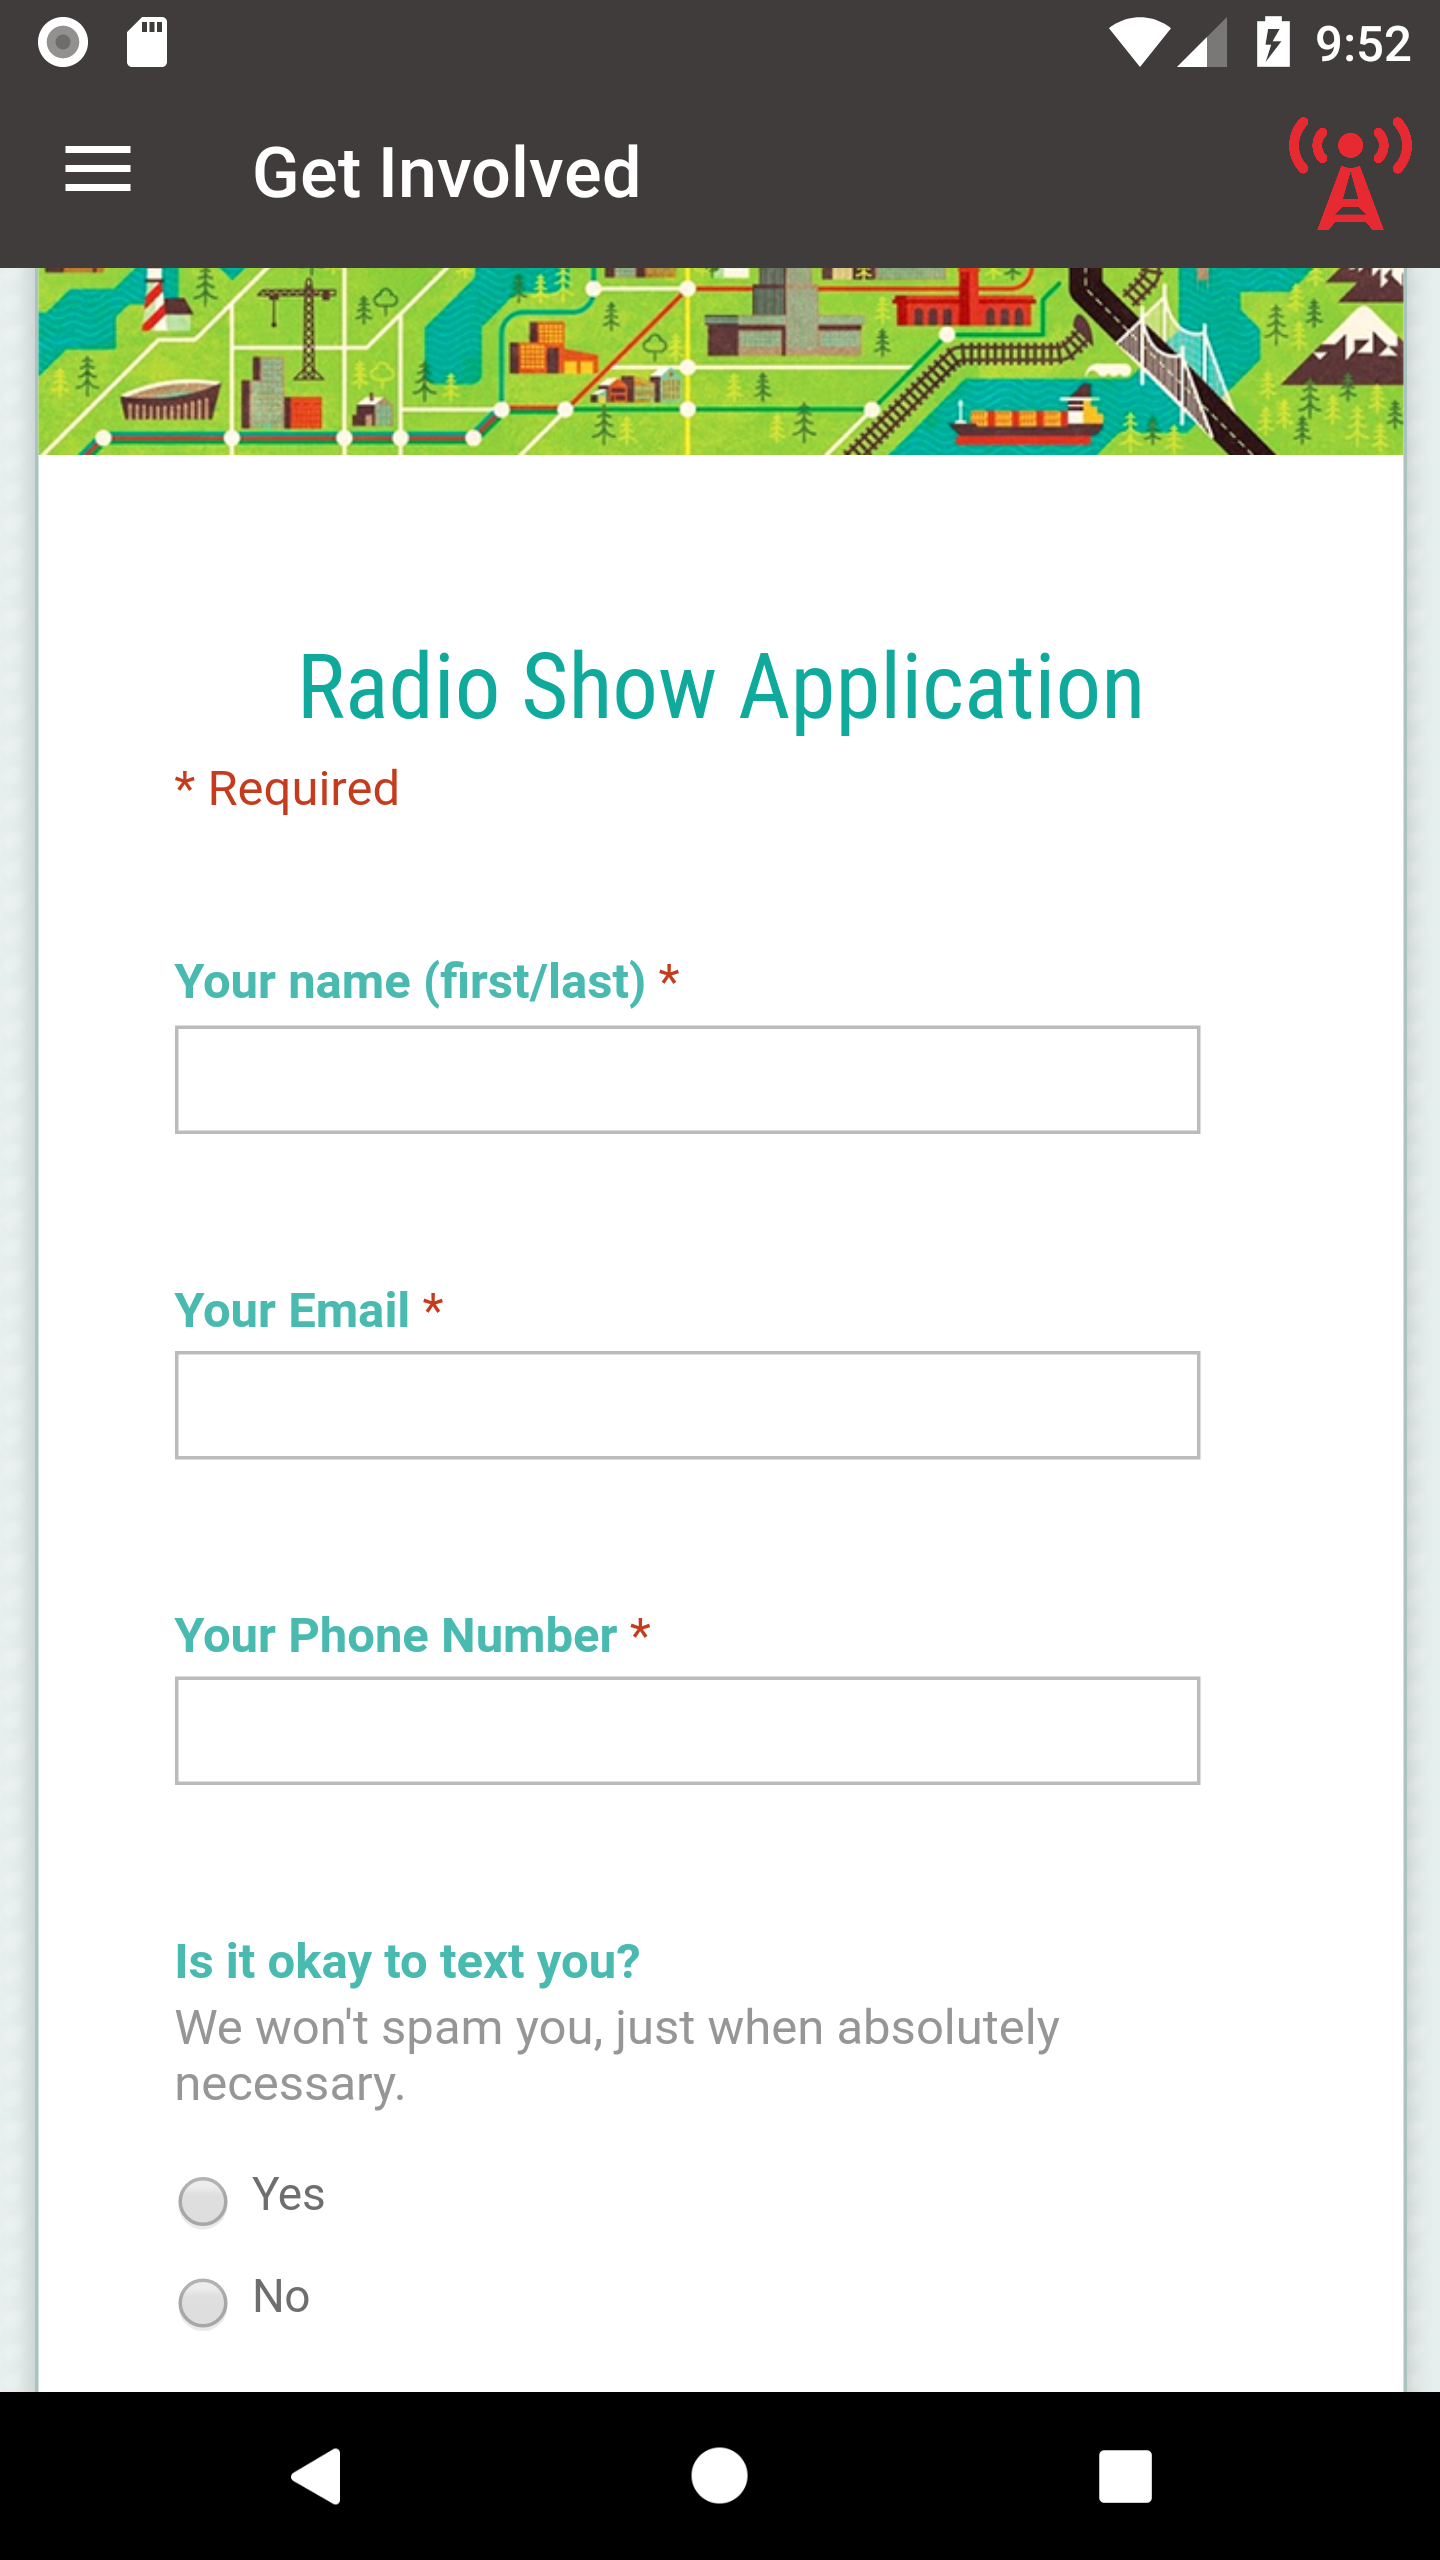 9:52
Get Involved
Radio Show Application
* Required
Your name (first/last) *
Your Email *
Your Phone Number *
Is it okay to text you?
We won't spam you, just when absolutely
necessary.
Yes
No